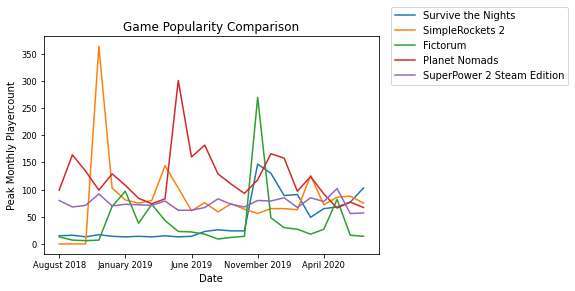 Game Popularity Comparison
Survive the Nights
SimpleRockets 2
Fictorum
Planet Nomads
SuperPower 2 Steam Edition
Peak Monthly Playercount
350
300
250
200
150
100
50
0
August 2018 January 2019 June 2019 November 2019 April 2020
Date